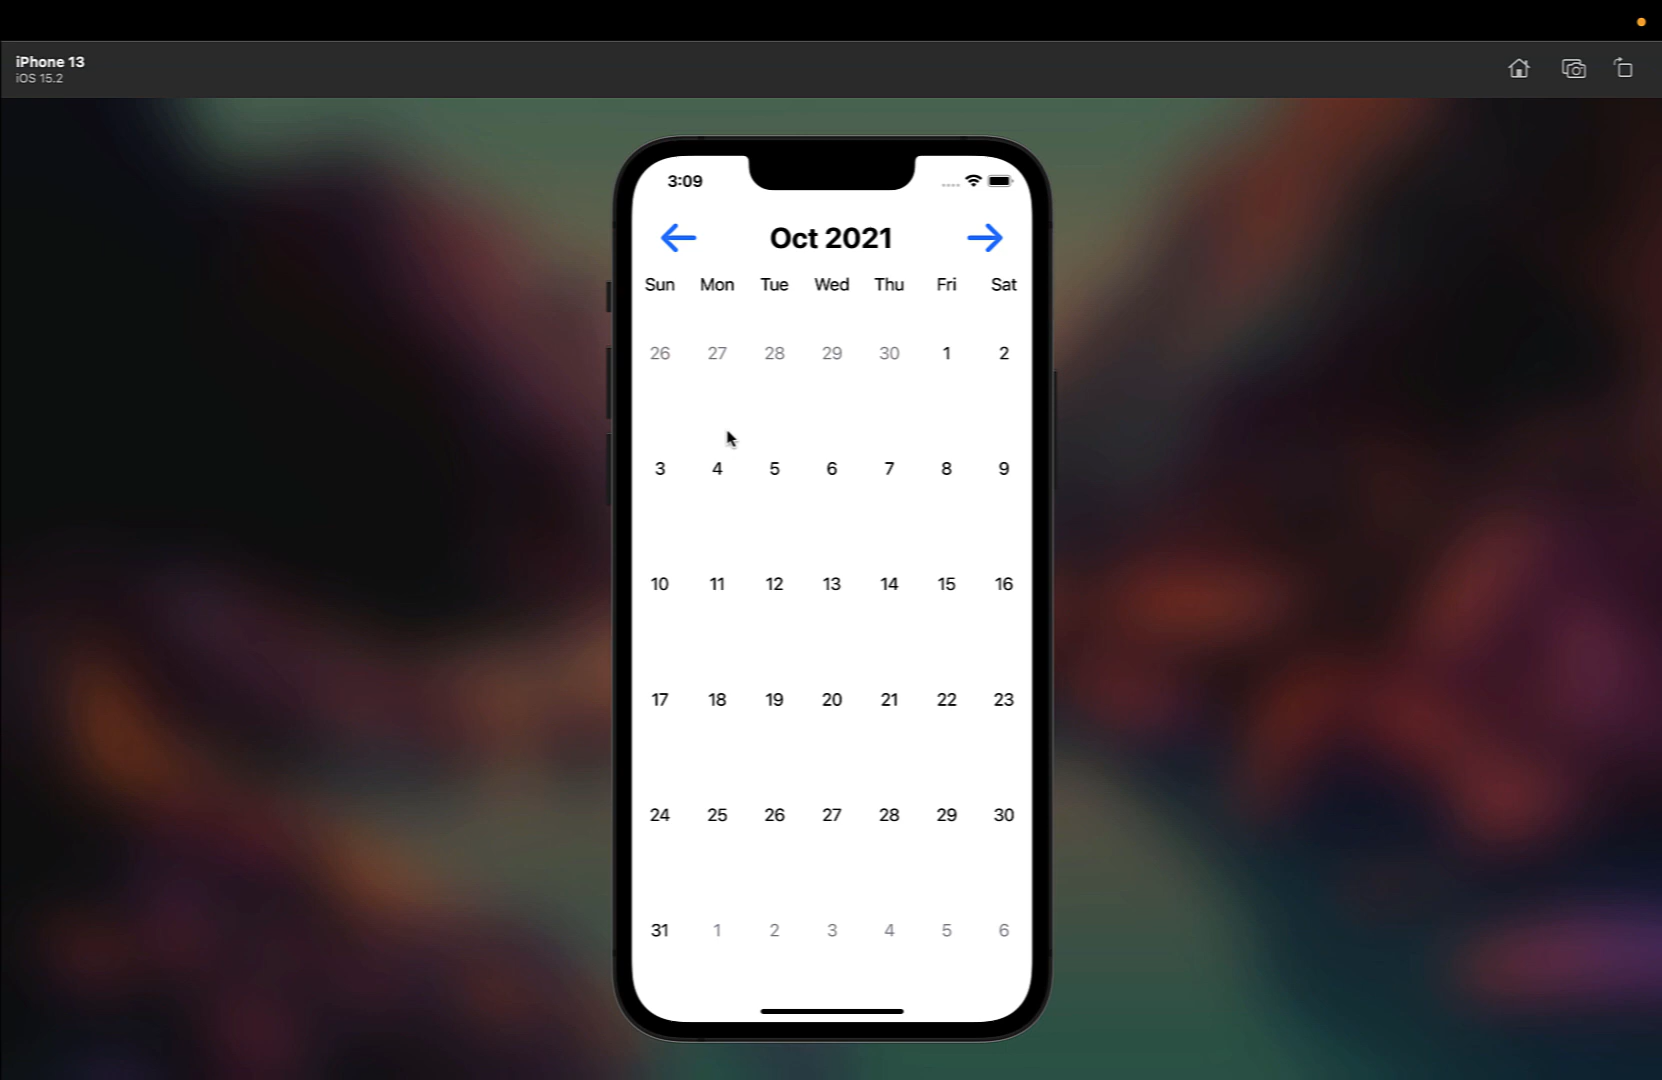 iPhone 13
iOS 15.2
3:09
Oct 2021
Sun Mon Tue Wed Thu Fri Sat
26 27 28 29 30 1 2
3 4 5 6 7 8 9
10 11 12 13 14 15 16
17 18 19 20 21 22 23
24 25 26 27 28 29 30
31 1 2 3 4 5 6